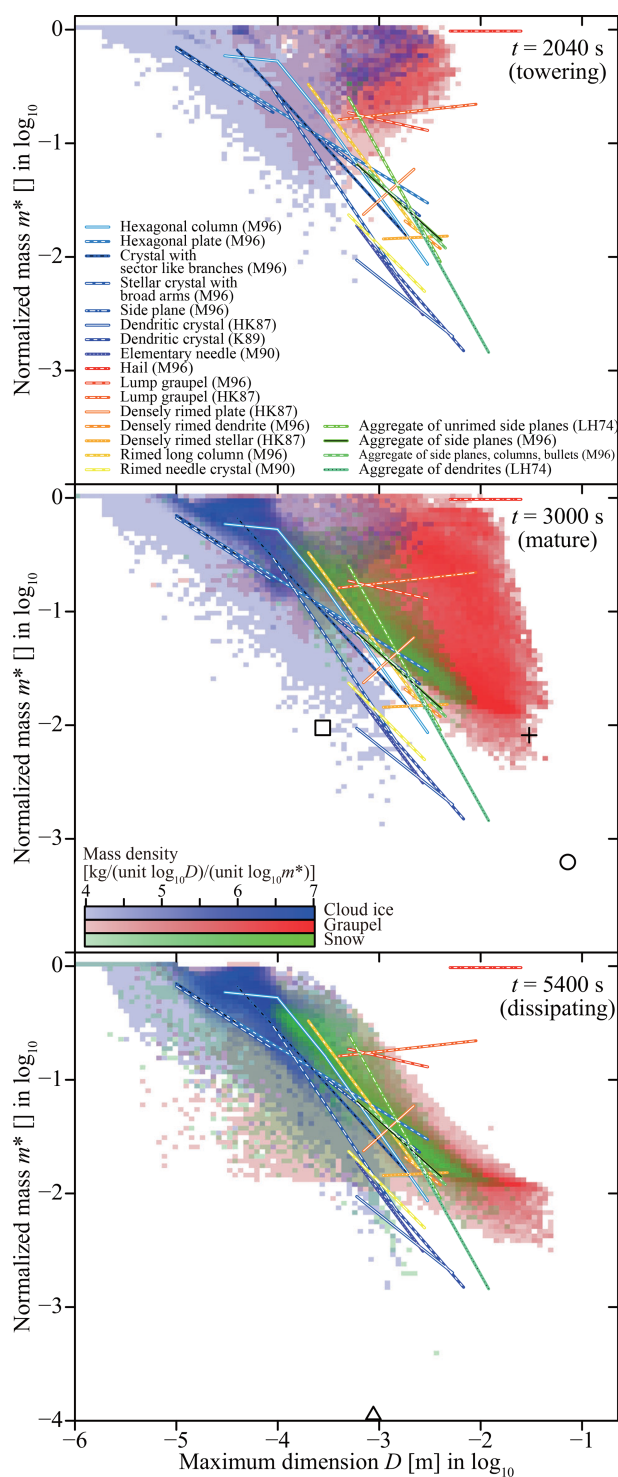 0
t = 2040 s
(towering)
−1
Normalized mass m* [] in log10
−2
−3
Hexagonal column (M96)
Hexagonal plate (M96)
Crystal with
sector like branches (M96)
Stellar crystal with
broad arms (M96)
Side plane (M96)
Dendritic crystal (HK87)
Dendritic crystal (K89)
Elementary needle (M90)
Hail (M96)
Lump graupel (M96)
Lump graupel (HK87)
Densely rimed plate (HK87)
Densely rimed dendrite (M96)
Densely rimed stellar (HK87)
Rimed long column (M96)
Rimed needle crystal (M90)
Aggregate of unrimed side planes (LH74)
Aggregate of side planes (M96)
Aggregate of side planes, columns, bullets (M96)
Aggregate of dendrites (LH74)
0
t = 3000 s
(mature)
−1
Normalized mass m* [] in log10
−2
−3
Mass density
[kg/(unit log10D)/(unit log10m*)]
4 5 6 7
Cloud ice
Graupel
Snow
0
t = 5400 s
(dissipating)
−1
Normalized mass m* [] in log10
−2
−3
−4
−6 −5 −4 −3 −2 −1
Maximum dimension D [m] in log10